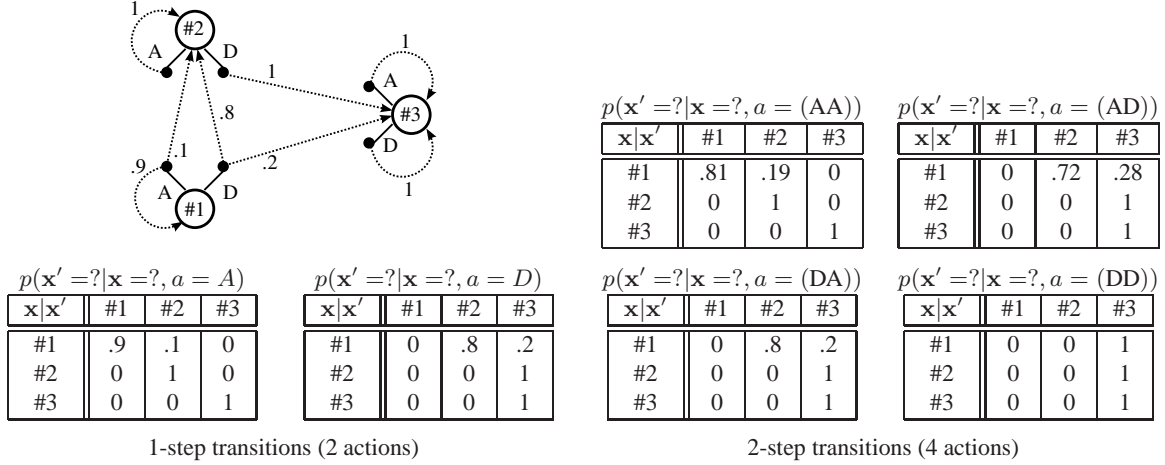 1
#2
A
D
1
1
A
#3
D
1
.8
.1
.2
.9
A
D
#1
p(x′ =?|x =?, a = (AA))
x|x′ #1 #2 #3
#1 .81 .19 0
#2 0 1 0
#3 0 0 1
p(x′ =?|x =?, a = (AD))
x|x′ #1 #2 #3
#1 0 .72 .28
#2 0 0 1
#3 0 0 1
p(x′ =?|x =?, a = A)
x|x′ #1 #2 #3
#1 .9 .1 0
#2 0 1 0
#3 0 0 1
p(x′ =?|x =?, a = D)
x|x′ #1 #2 #3
#1 0 .8 .2
#2 0 0 1
#3 0 0 1
p(x′ =?|x =?, a = (DA))
x|x′ #1 #2 #3
#1 0 .8 .2
#2 0 0 1
#3 0 0 1
p(x′ =?|x =?, a = (DD))
x|x′ #1 #2 #3
#1 0 0 1
#2 0 0 1
#3 0 0 1
1-step transitions (2 actions)
2-step transitions (4 actions)